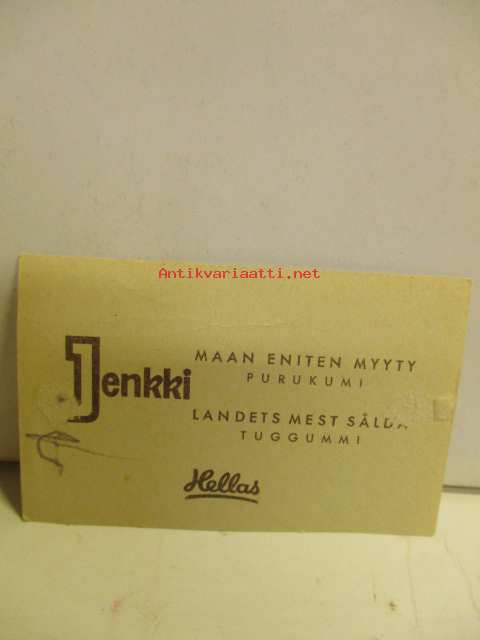 Antikvariaatti.net
Jenkki
MAAN ENITEN MYYTY
PURUKUMI
LANDETS MEST SÅLDA
TUGGUMMI
Hellas